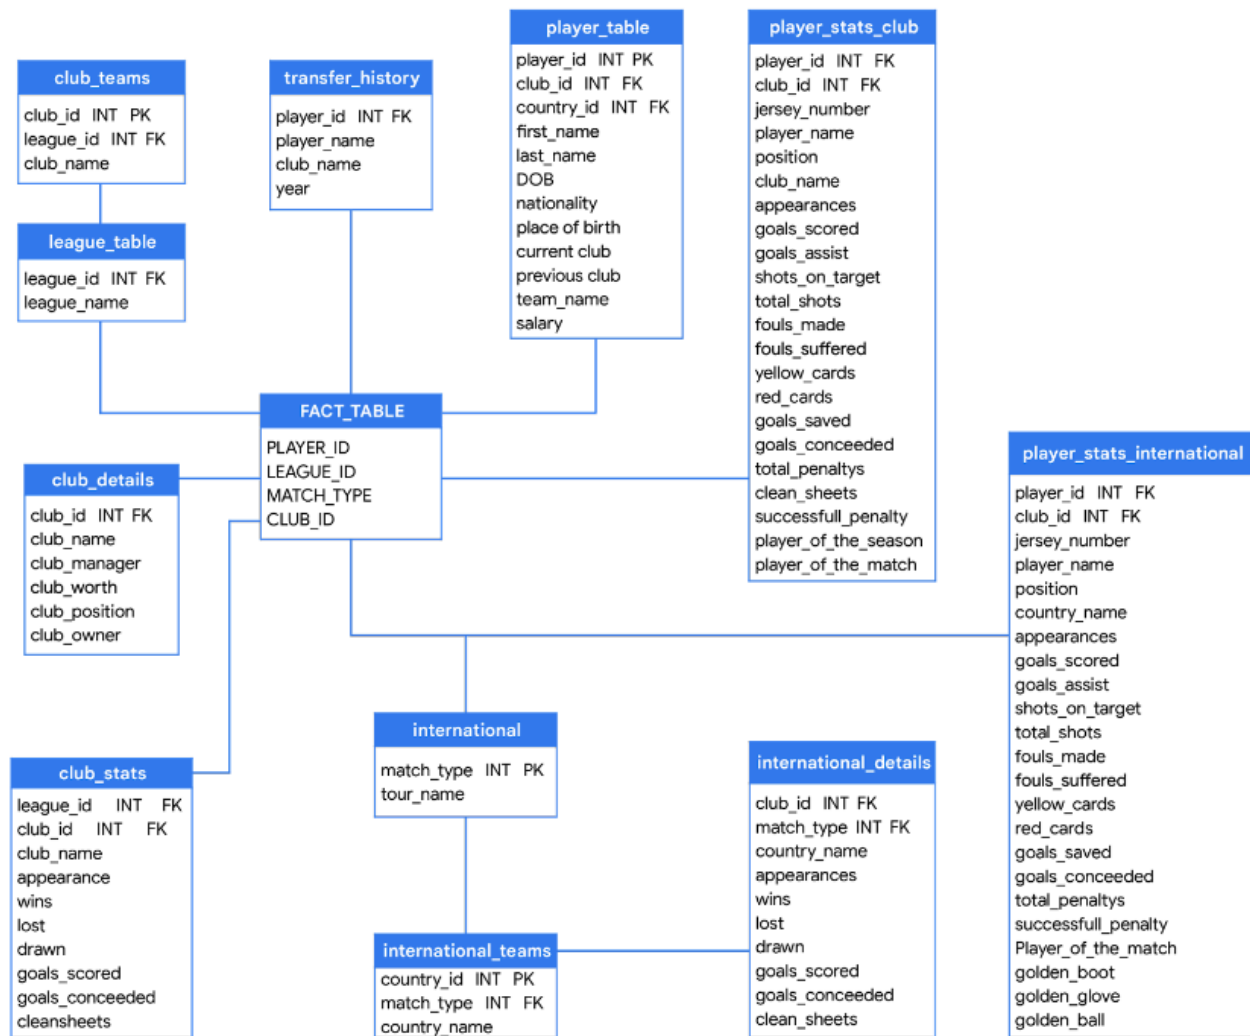 club_teams
club_id INT PK
league_id INT FK
club_name
league_table
league_id INT FK
league_name
transfer_history
player_id INT FK
player_name
club_name
year
player_table
player_id INT PK
club_id INT FK
country_id INT FK
first_name
last_name
DOB
nationality
place of birth
current club
previous club
team_name
salary
player_stats_club
player_id INT FK
club_id INT FK
jersey_number
player_name
position
club_name
appearances
goals_scored
goals_assist
shots_on_target
total_shots
fouls_made
fouls_suffered
yellow_cards
red_cards
goals_saved
goals_conceeded
total_penaltys
clean_sheets
successfull_penalty
player_of_the_season
player_of_the_match
FACT_TABLE
PLAYER_ID
LEAGUE_ID
MATCH_TYPE
CLUB_ID
club_details
club_id INT FK
club_name
club_manager
club_worth
club_position
club_owner
player_stats_international
player_id INT FK
club_id INT FK
jersey_number
player_name
position
country_name
appearances
goals_scored
goals_assist
shots_on_target
total_shots
fouls_made
fouls_suffered
yellow_cards
red_cards
goals_saved
goals_conceeded
total_penaltys
successfull_penalty
Player_of_the_match
golden_boot
golden_glove
golden_ball
club_stats
league_id INT FK
club_id INT FK
club_name
appearance
wins
lost
drawn
goals_scored
goals_conceeded
cleansheets
international
match_type INT PK
tour_name
international_teams
country_id INT PK
match_type INT FK
country_name
international_details
club_id INT FK
match_type INT FK
country_name
appearances
wins
lost
drawn
goals_scored
goals_conceeded
clean_sheets